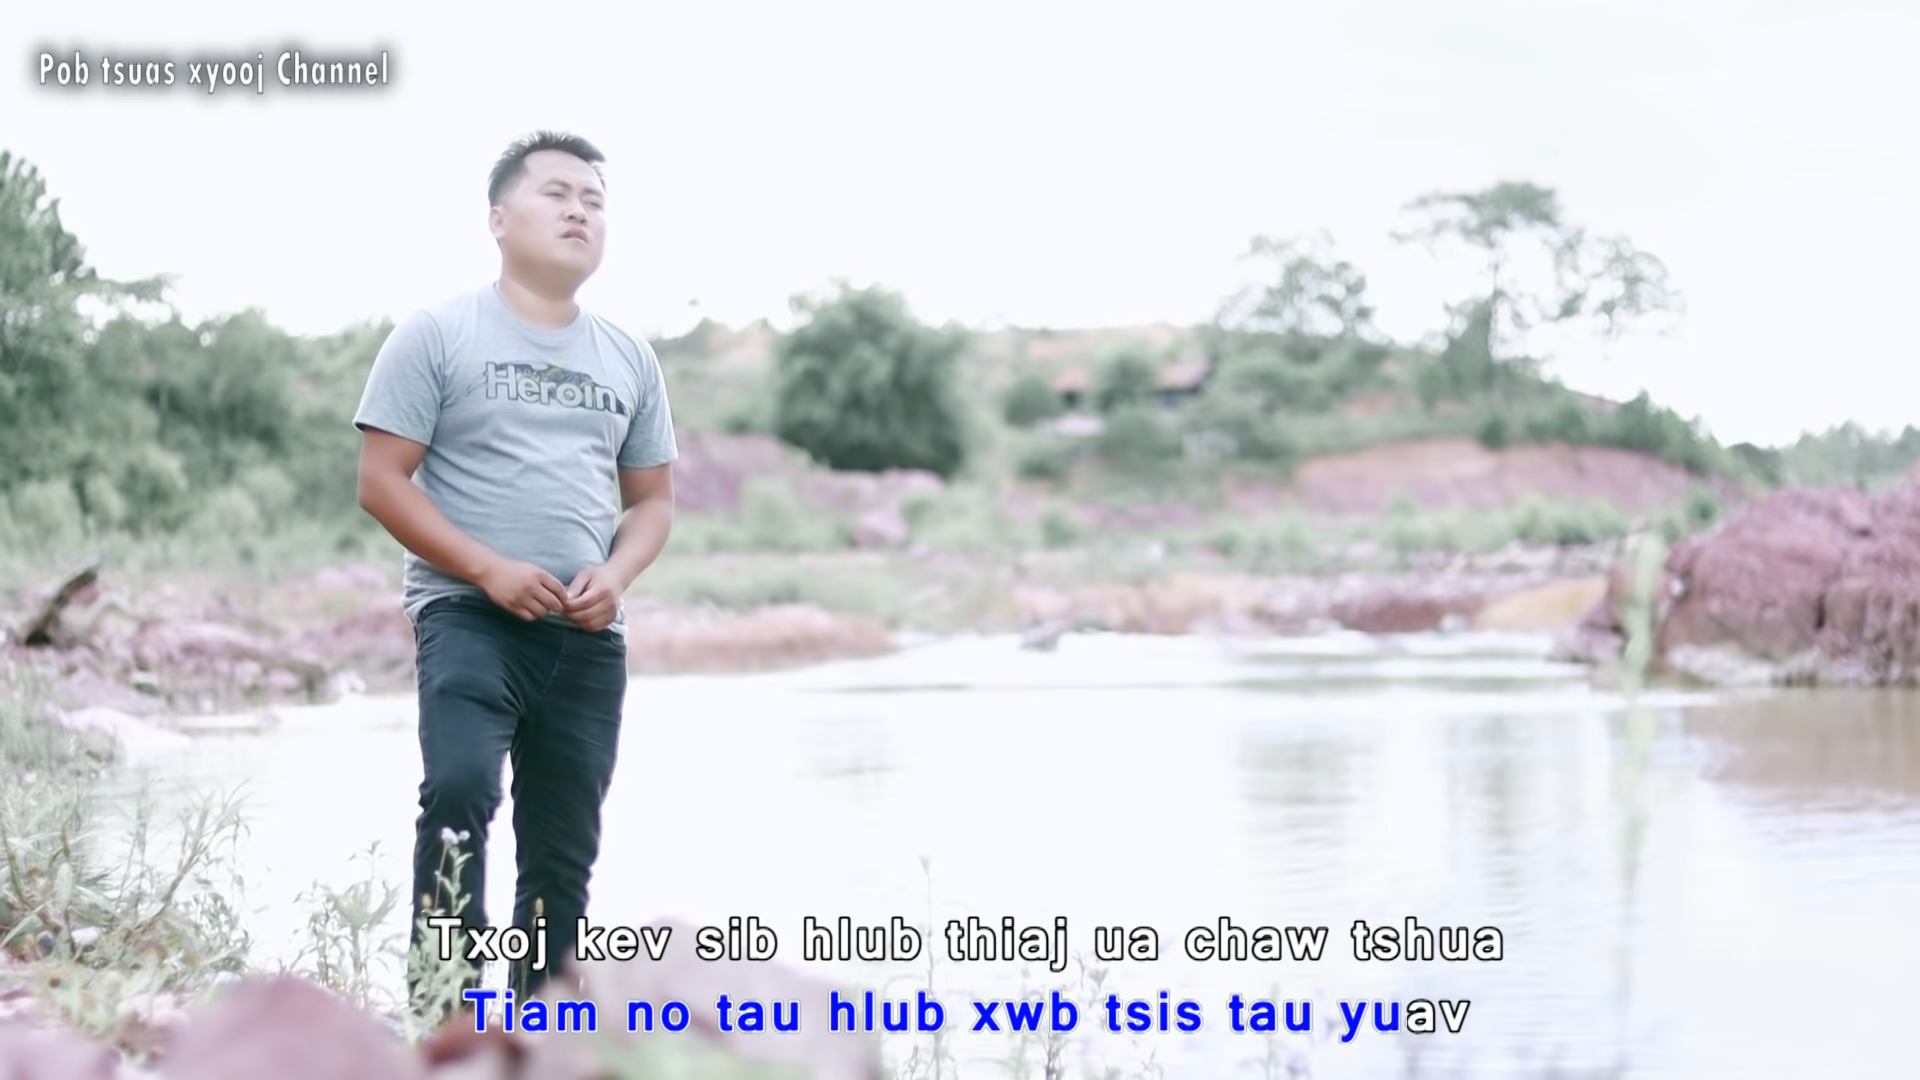 Pob tsuas xyooj Channel
Heroin
Txoj kev sib hlub thiaj ua chaw tshua
Tiam no tau hlub xwb tsis tau yuav